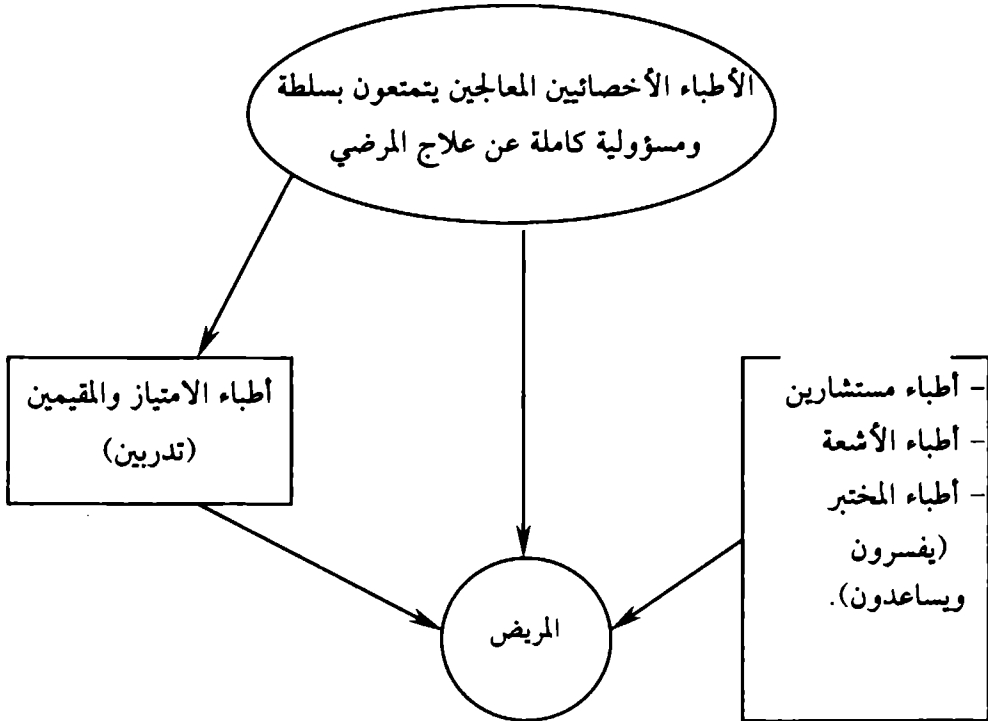 الأطباء الأخصائيين المعالجين يتمتعون بسلطة
ومسؤولية كاملة عن علاج المرضي
أطباء الامتياز والمقيمين
(تدربين)
- أطباء مستشارين
- أطباء الأشعة
- أطباء المختبر
(يفسرون
ويساعدون).
المريض